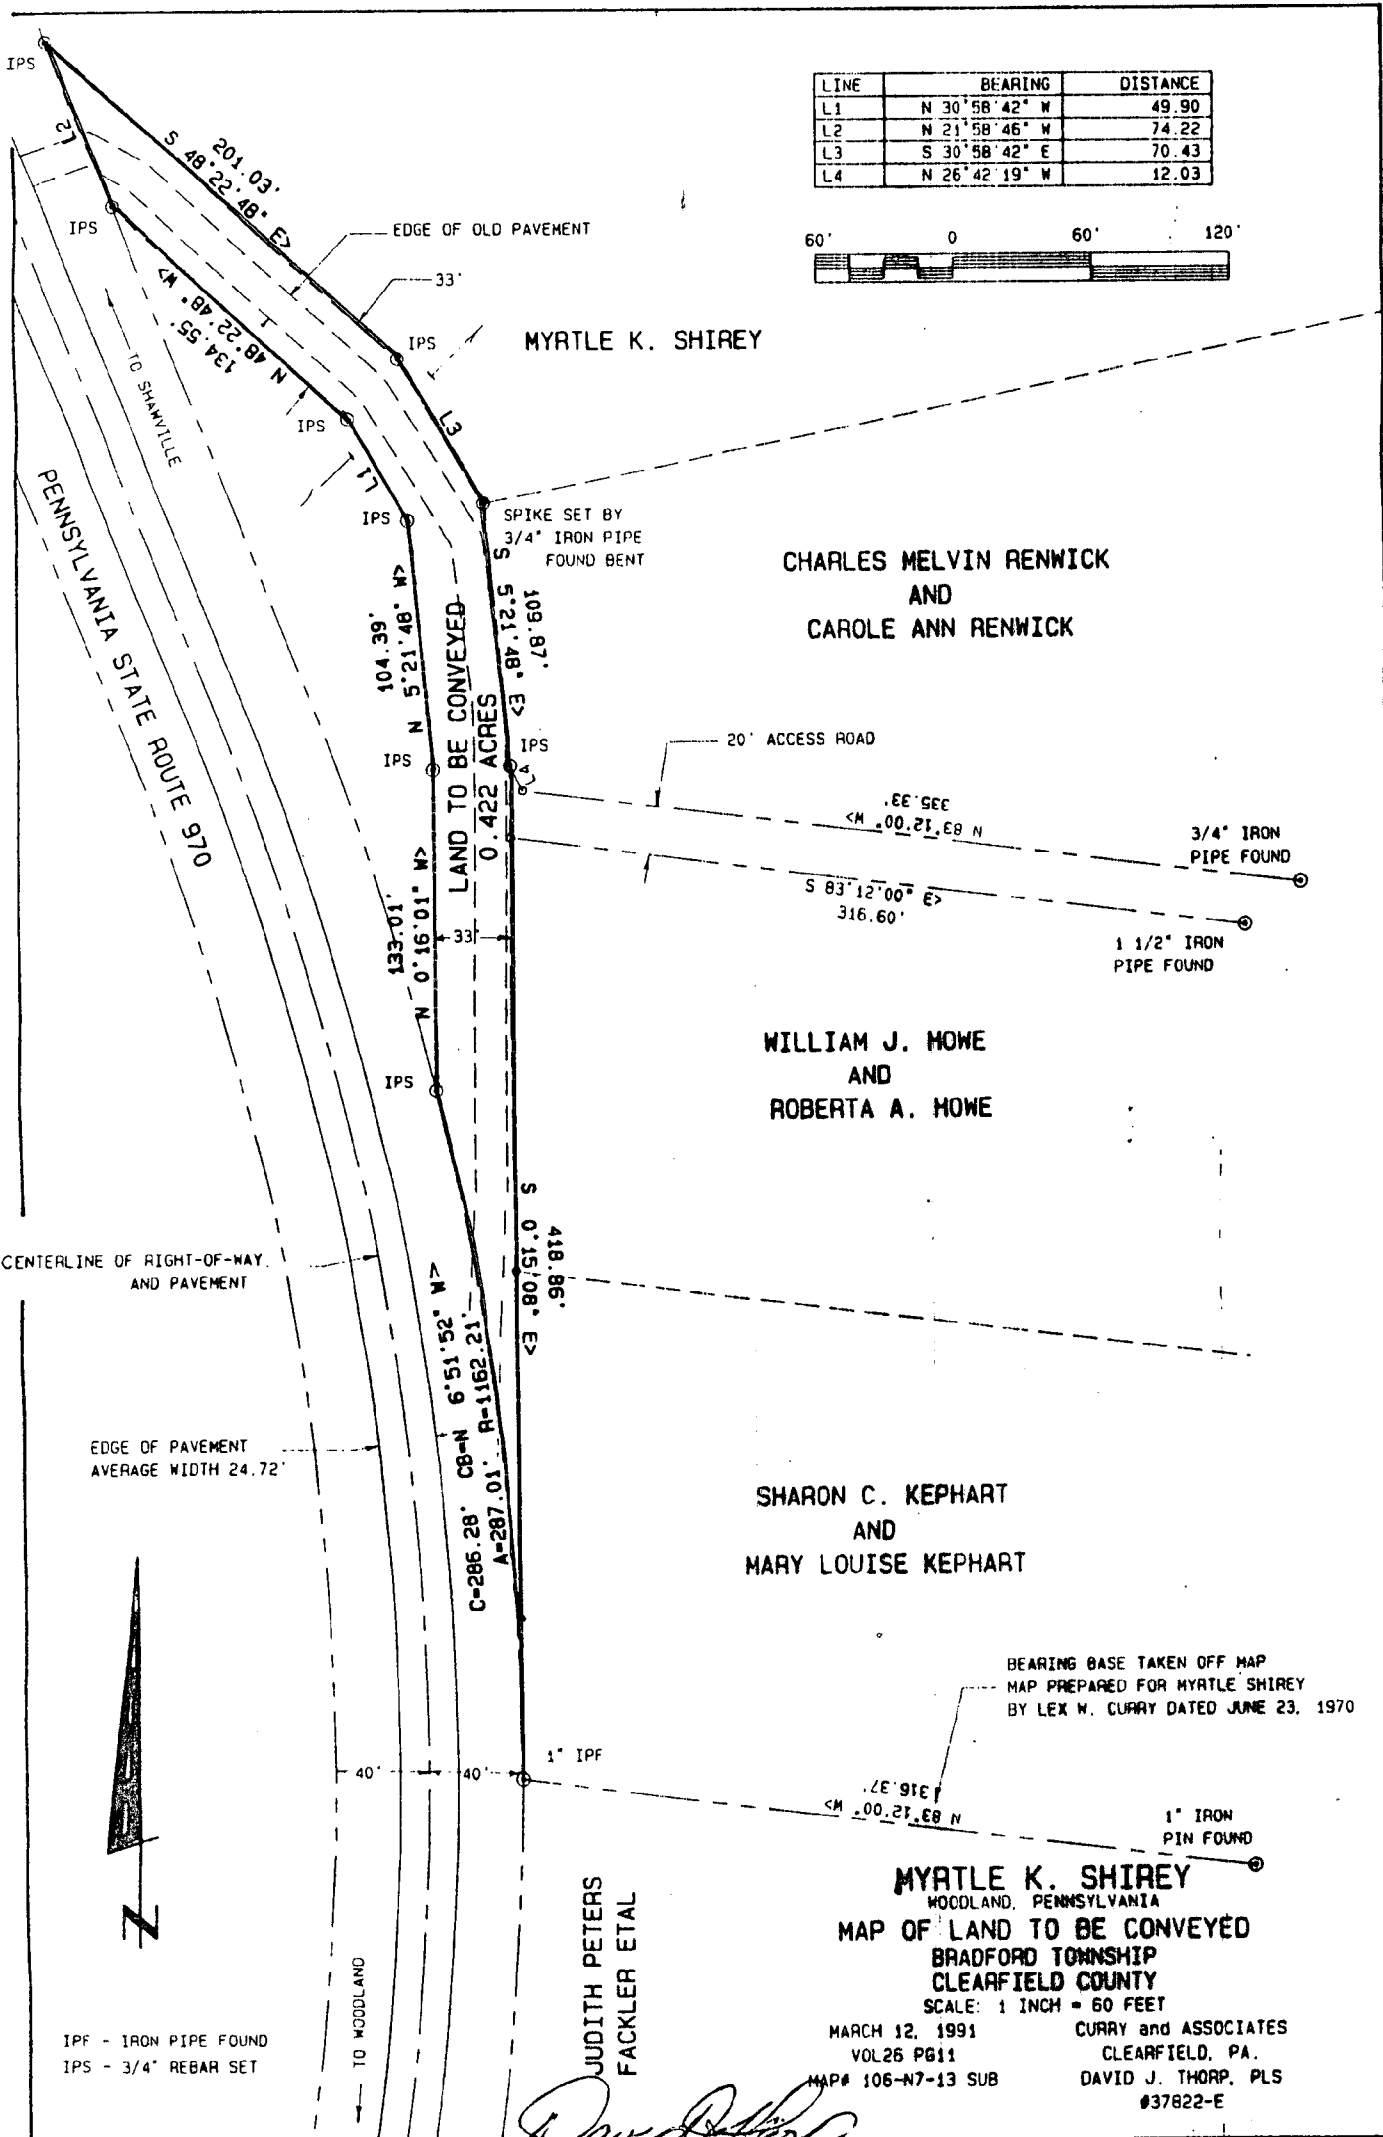 LINE BEARING DISTANCE
L1 N 30°58'42" W 49.90
L2 N 21°58'46" W 74.22
L3 S 30°58'42" E 70.43
L4 N 26°42'19" W 12.03
60' 0 60' 120'
IPS
L2
201.03'
S 48°22'48" E>
IPS
EDGE OF OLD PAVEMENT
33'
N 48°22'48" W>
134.55'
IPS
MYRTLE K. SHIREY
TO SHAWVILLE
IPS
L3
L1
IPS
SPIKE SET BY
3/4" IRON PIPE
FOUND BENT
PENNSYLVANIA STATE ROUTE 970
CHARLES MELVIN RENWICK
AND
CAROLE ANN RENWICK
104.39'
N 5°21'48" W>
LAND TO BE CONVEYED
0.422 ACRES
109.87'
S 5°21'48" E>
IPS
IPS
L4
20' ACCESS ROAD
335.33'
N 83°12'00" W>
3/4" IRON
PIPE FOUND
S 83°12'00" E>
316.60'
1 1/2" IRON
PIPE FOUND
133.01'
N 0°16'01" W>
33'
WILLIAM J. MOWE
AND
ROBERTA A. MOWE
IPS
418.86'
S 0°15'08" E>
CENTERLINE OF RIGHT-OF-WAY
AND PAVEMENT
C=286.28' CB=N 6°51'52" W>
A=287.01' R=1162.21'
EDGE OF PAVEMENT
AVERAGE WIDTH 24.72'
SHARON C. KEPHART
AND
MARY LOUISE KEPHART
BEARING BASE TAKEN OFF MAP
MAP PREPARED FOR MYRTLE SHIREY
BY LEX W. CURRY DATED JUNE 23, 1970
1" IPF
40' 40'
1316.37'
N 83°12'00" W>
1" IRON
PIN FOUND
N
JUDITH PETERS
FACKLER ETAL
TO WOODLAND
IPF - IRON PIPE FOUND
IPS - 3/4" REBAR SET
MYRTLE K. SHIREY
WOODLAND, PENNSYLVANIA
MAP OF LAND TO BE CONVEYED
BRADFORD TOWNSHIP
CLEARFIELD COUNTY
SCALE: 1 INCH = 60 FEET
MARCH 12, 1991 CURRY and ASSOCIATES
VOL26 PG11 CLEARFIELD, PA.
MAP# 106-N7-13 SUB DAVID J. THORP, PLS
#37822-E